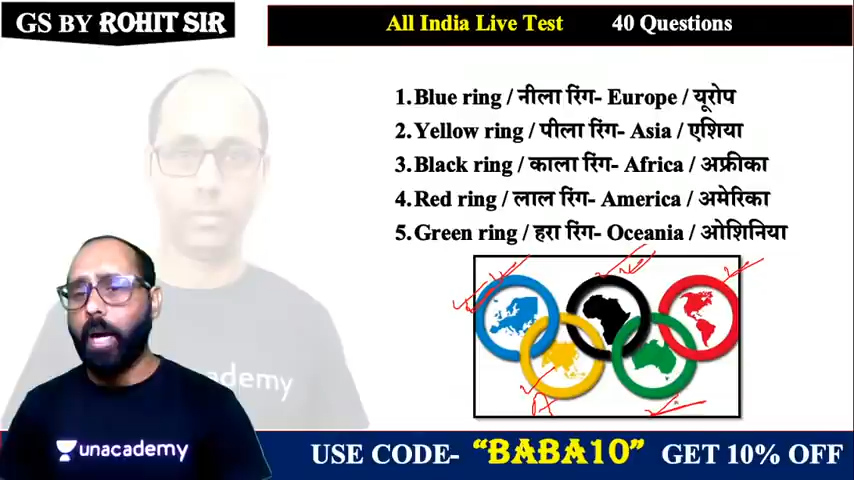 GS BY ROHIT SIR
All India Live Test 40 Questions
1. Blue ring / नीला रिंग- Europe / यूरोप
2. Yellow ring / पीला रिंग- Asia / एशिया
3. Black ring / काला रिंग- Africa / अफ्रीका
4. Red ring / लाल रिंग- America / अमेरिका
5. Green ring / हरा रिंग- Oceania / ओशिनिया
unacademy
USE CODE- “BABA10” GET 10% OFF